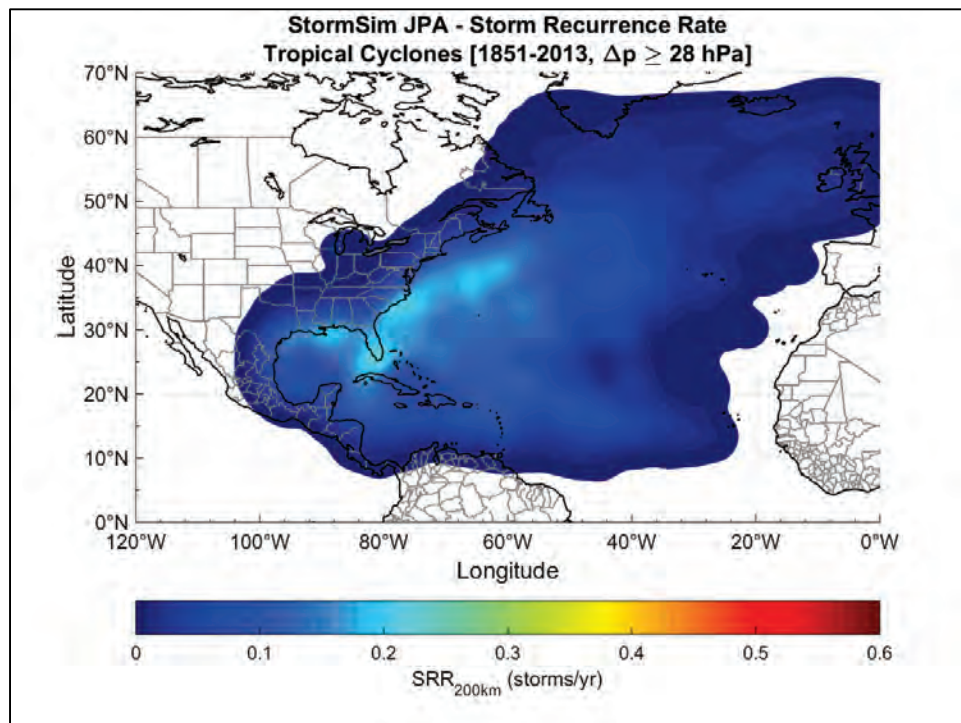 StormSim JPA - Storm Recurrence Rate
Tropical Cyclones [1851-2013, Δp ≥ 28 hPa]
70°N
60°N
50°N
40°N
30°N
20°N
10°N
0°N
Latitude
120°W 100°W 80°W 60°W 40°W 20°W 0°W
Longitude
0 0.1 0.2 0.3 0.4 0.5 0.6
SRR200km (storms/yr)